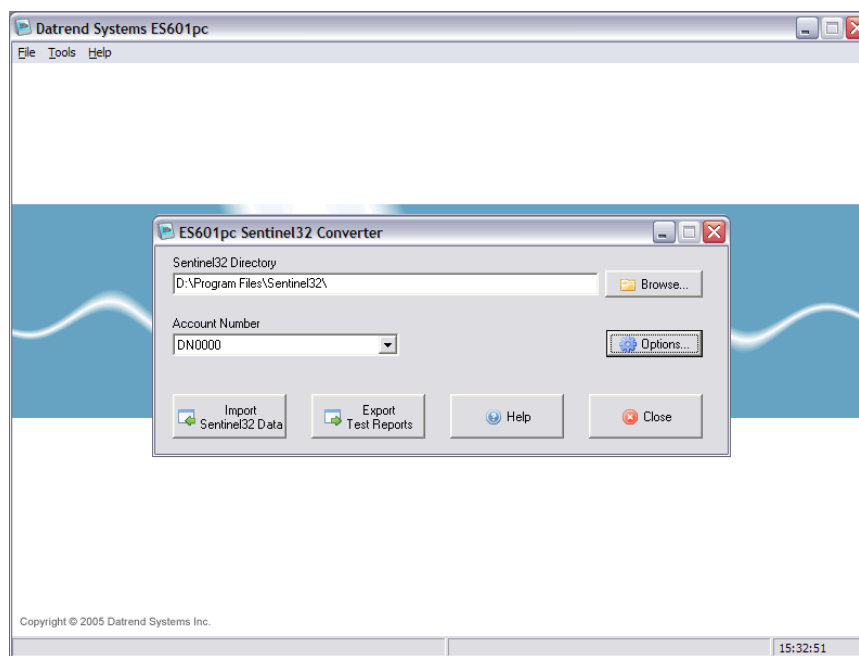 Datrend Systems ES601pc
File Tools Help
ES601pc Sentinel32 Converter
Sentinel32 Directory
D:\Program Files\Sentinel32\
Browse...
Account Number
DN0000
Options...
Import
Sentinel32 Data
Export
Test Reports
Help
Close
Copyright © 2005 Datrend Systems Inc.
15:32:51